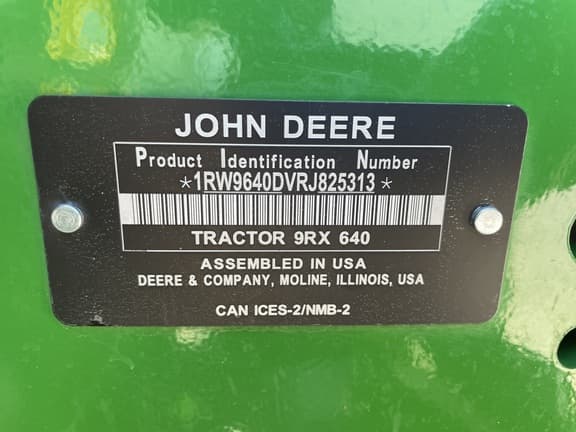 JOHN DEERE
Product Identification Number
*1RW9640DVRJ825313*
TRACTOR 9RX 640
ASSEMBLED IN USA
DEERE & COMPANY, MOLINE, ILLINOIS, USA
CAN ICES-2/NMB-2